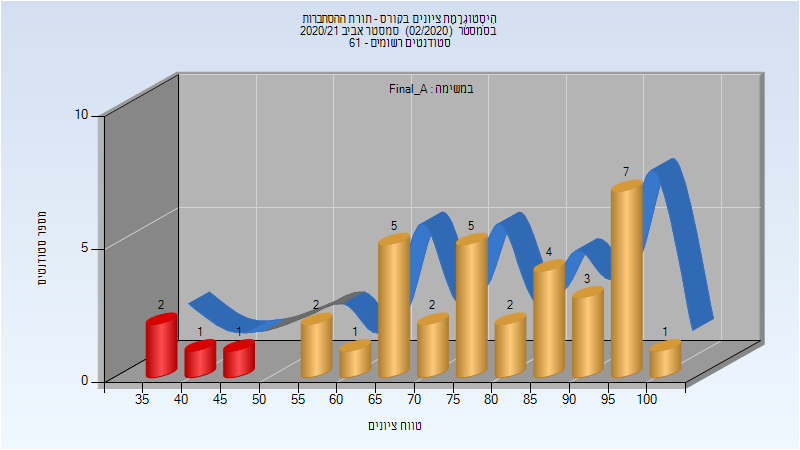 היסטוגרמת ציונים בקורס - תורת ההסתברות
בסמסטר (02/2020) סמסטר אביב 2020/21
סטודנטים רשומים - 61
במשימה : Final_A
10
5
0
מספר סטודנטים
2
1
1
2
1
5
2
5
2
4
3
7
1
35 40 45 50 55 60 65 70 75 80 85 90 95 100
טווח ציונים